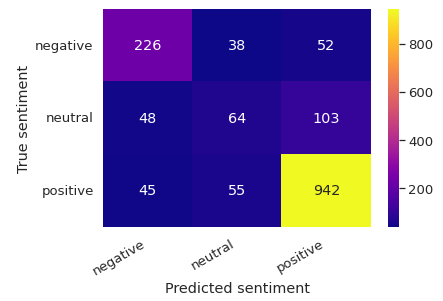 negative 226 38 52
neutral 48 64 103
positive 45 55 942
negative neutral positive
True sentiment
Predicted sentiment
800
600
400
200